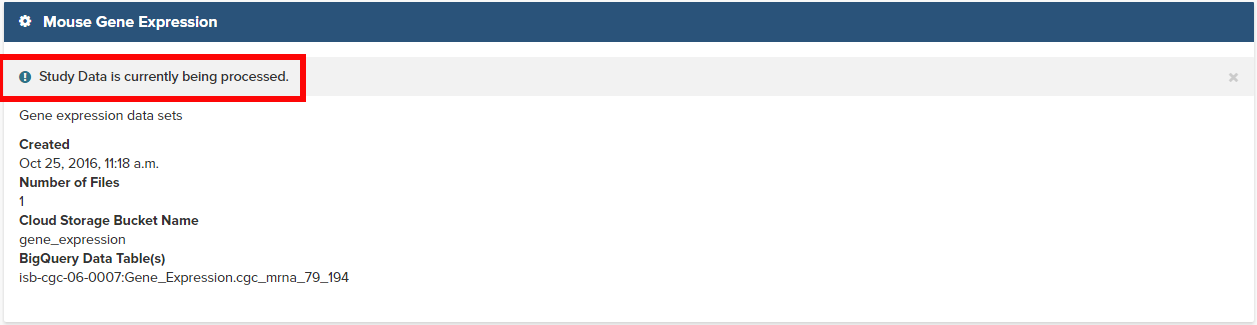 Mouse Gene Expression
Study Data is currently being processed.
Gene expression data sets
Created
Oct 25, 2016, 11:18 a.m.
Number of Files
1
Cloud Storage Bucket Name
gene_expression
BigQuery Data Table(s)
isb-cgc-06-0007:Gene_Expression.cgc_mrna_79_194